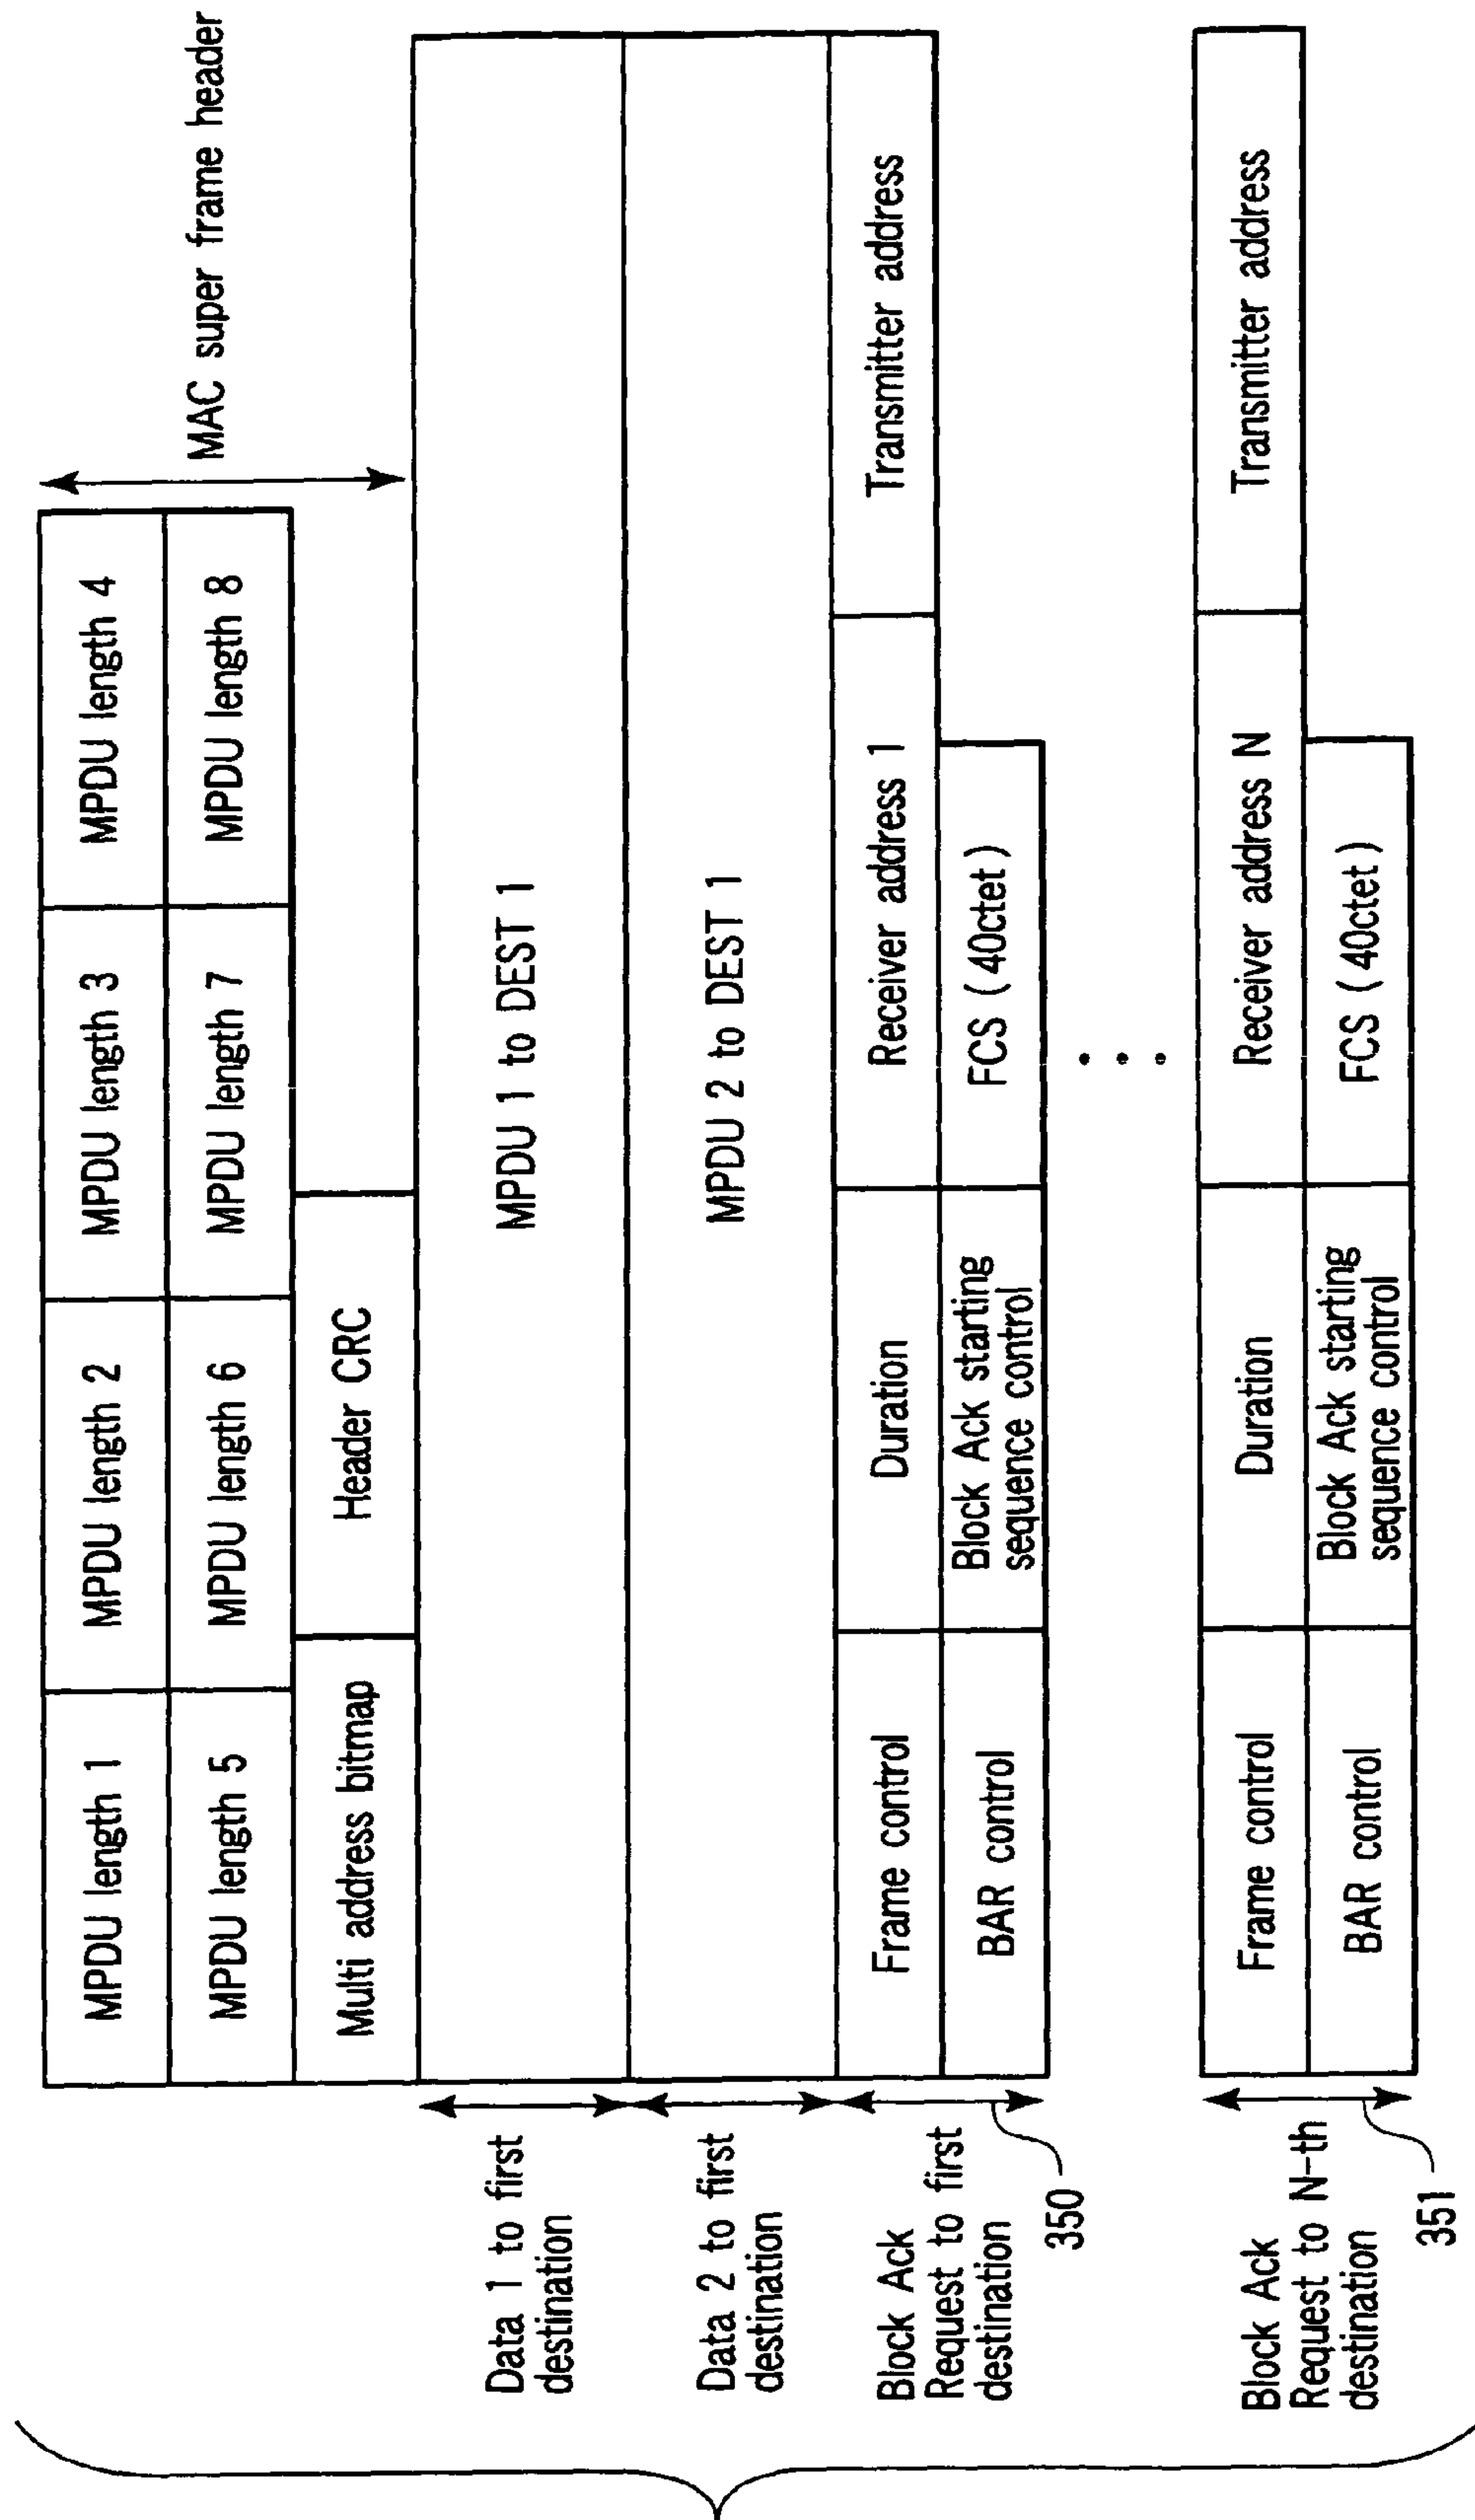 MAC super frame header
MPDU length 1
MPDU length 2
MPDU length 3
MPDU length 4
MPDU length 5
MPDU length 6
MPDU length 7
MPDU length 8
Multi address bitmap
Header CRC
Data 1 to first
destination
MPDU 1 to DEST 1
Data 2 to first
destination
MPDU 2 to DEST 1
Block Ack
Request to first
destination
350
Frame control
Duration
Receiver address 1
Transmitter address
BAR control
Block Ack starting
sequence control
FCS (40ctet)
Block Ack
Request to N-th
destination
351
Frame control
Duration
Receiver address N
Transmitter address
BAR control
Block Ack starting
sequence control
FCS (40ctet)